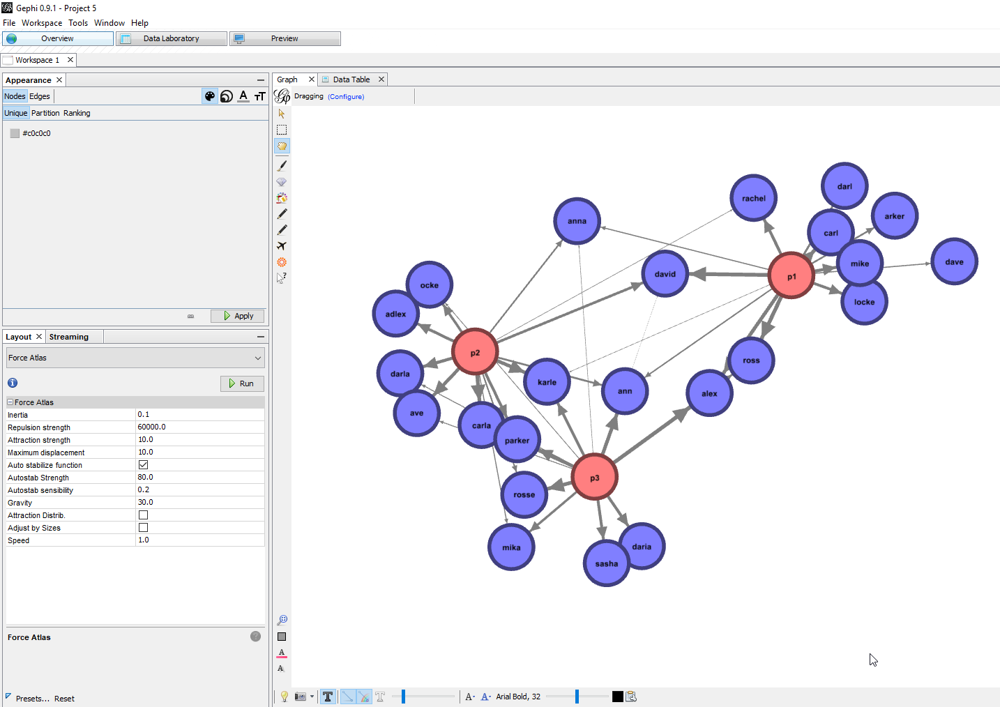 Gephi 0.9.1 - Project 5
File Workspace Tools Window Help
Overview Data Laboratory Preview
Workspace 1
Appearance
Nodes Edges
Unique Partition Ranking
#c0c0c0
Apply
Layout Streaming
Force Atlas
Run
Force Atlas
Inertia 0.1
Repulsion strength 60000.0
Attraction strength 10.0
Maximum displacement 10.0
Auto stabilize function
Autostab Strength 80.0
Autostab sensibility 0.2
Gravity 30.0
Attraction Distrib.
Adjust by Sizes
Speed 1.0
Force Atlas
Presets... Reset
Graph Data Table
Dragging (Configure)
darl
rachel
arker
anna
carl
dave
mike
david
p1
ocke
locke
adlex
p2
ross
darla
karle
ann
alex
ave
carla
parker
p3
rosse
mika
daria
sasha
Arial Bold, 32